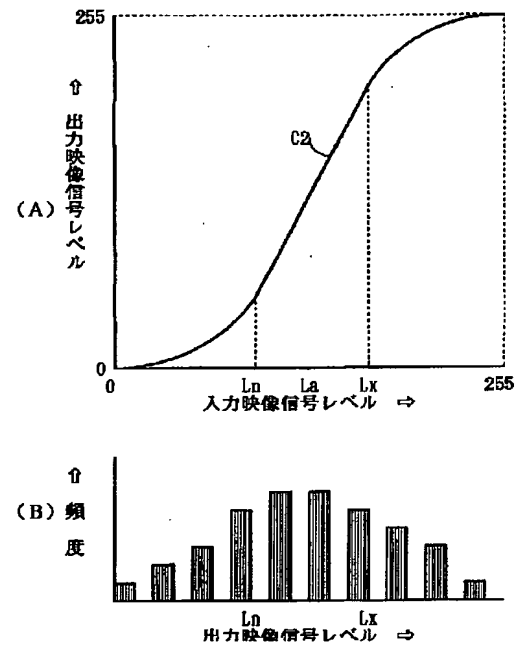 255
⇧
出力映像信号レベル
(A)
C2
0
0
Ln
La
Lx
255
入力映像信号レベル ⇨
⇧
(B)
頻度
Ln
Lx
出力映像信号レベル ⇨